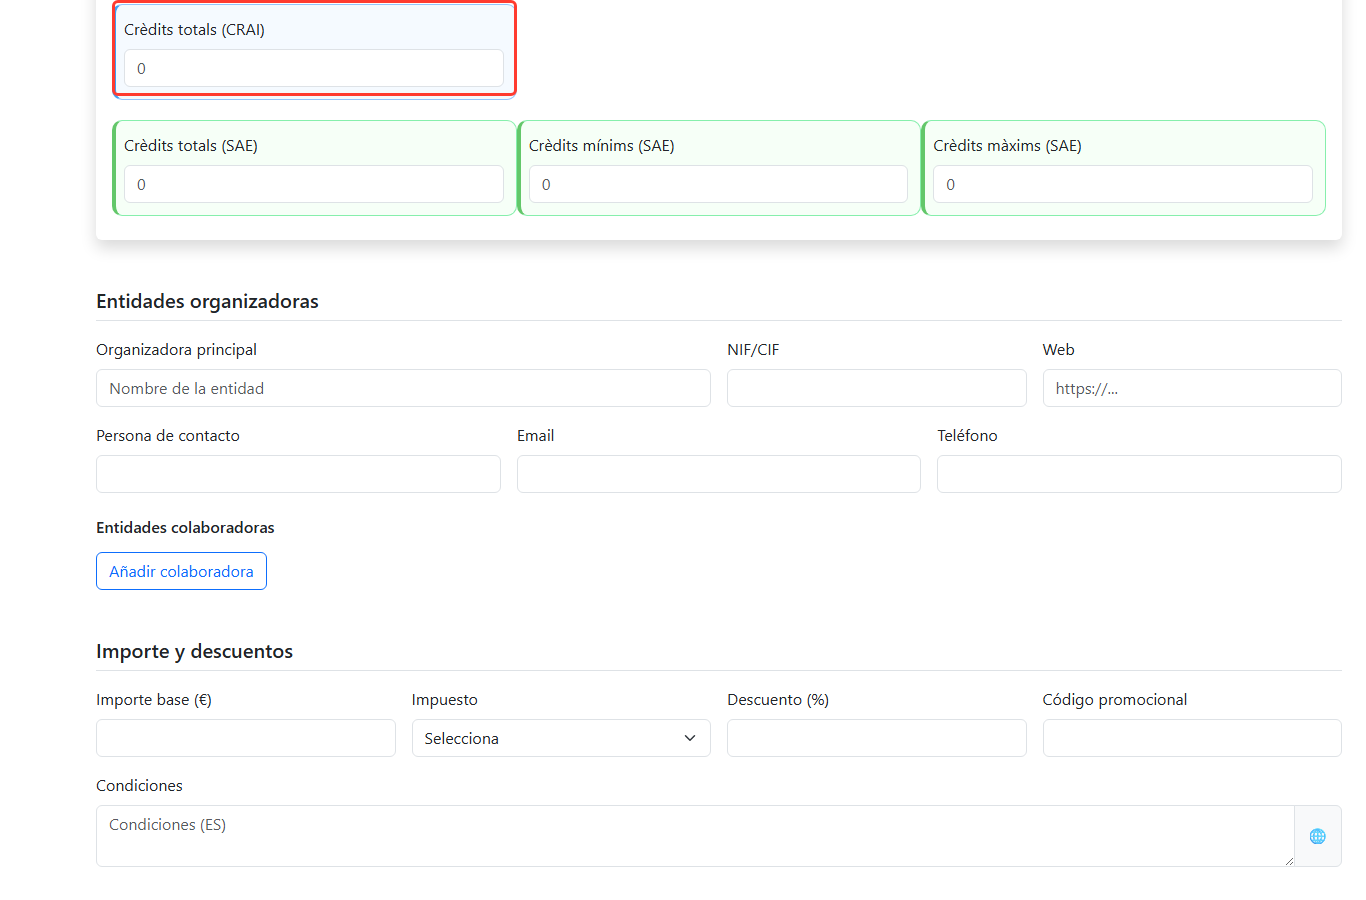 Crèdits totals (CRAI)
0
Crèdits totals (SAE) Crèdits mínims (SAE) Crèdits màxims (SAE)
0 0 0
Entidades organizadoras
Organizadora principal NIF/CIF Web
Nombre de la entidad https://...
Persona de contacto Email Teléfono
Entidades colaboradoras
Añadir colaboradora
Importe y descuentos
Importe base (€) Impuesto Descuento (%) Código promocional
Selecciona
Condiciones
Condiciones (ES)